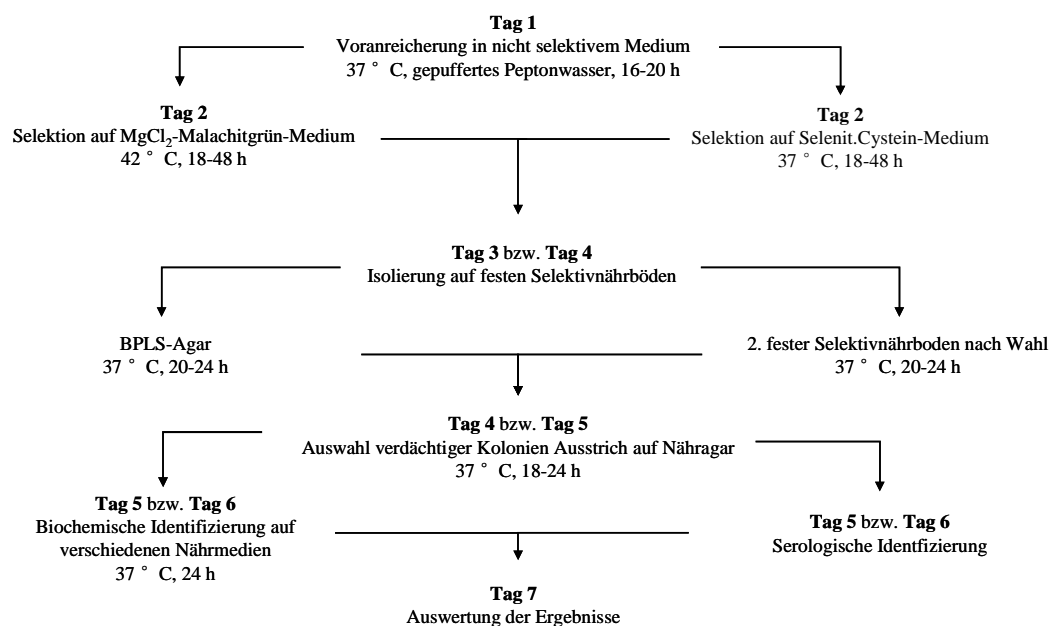 Tag 1
Voranreicherung in nicht selektivem Medium
37 ° C, gepuffertes Peptonwasser, 16-20 h
Tag 2
Selektion auf MgCl₂-Malachitgrün-Medium
42 ° C, 18-48 h
Tag 2
Selektion auf Selenit.Cystein-Medium
37 ° C, 18-48 h
Tag 3 bzw. Tag 4
Isolierung auf festen Selektivnährböden
BPLS-Agar
37 ° C, 20-24 h
2. fester Selektivnährboden nach Wahl
37 ° C, 20-24 h
Tag 4 bzw. Tag 5
Auswahl verdächtiger Kolonien Ausstrich auf Nähragar
37 ° C, 18-24 h
Tag 5 bzw. Tag 6
Biochemische Identifizierung auf
verschiedenen Nährmedien
37 ° C, 24 h
Tag 5 bzw. Tag 6
Serologische Identfizierung
Tag 7
Auswertung der Ergebnisse